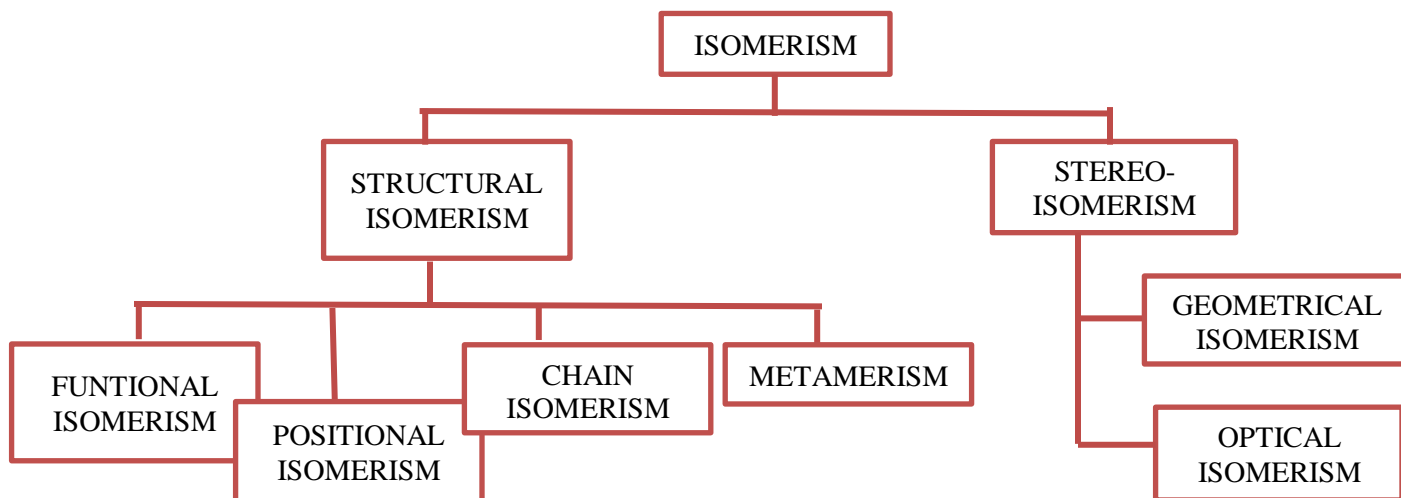 ISOMERISM
STRUCTURAL
ISOMERISM
STEREO-
ISOMERISM
FUNTIONAL
ISOMERISM
POSITIONAL
ISOMERISM
CHAIN
ISOMERISM
METAMERISM
GEOMETRICAL
ISOMERISM
OPTICAL
ISOMERISM